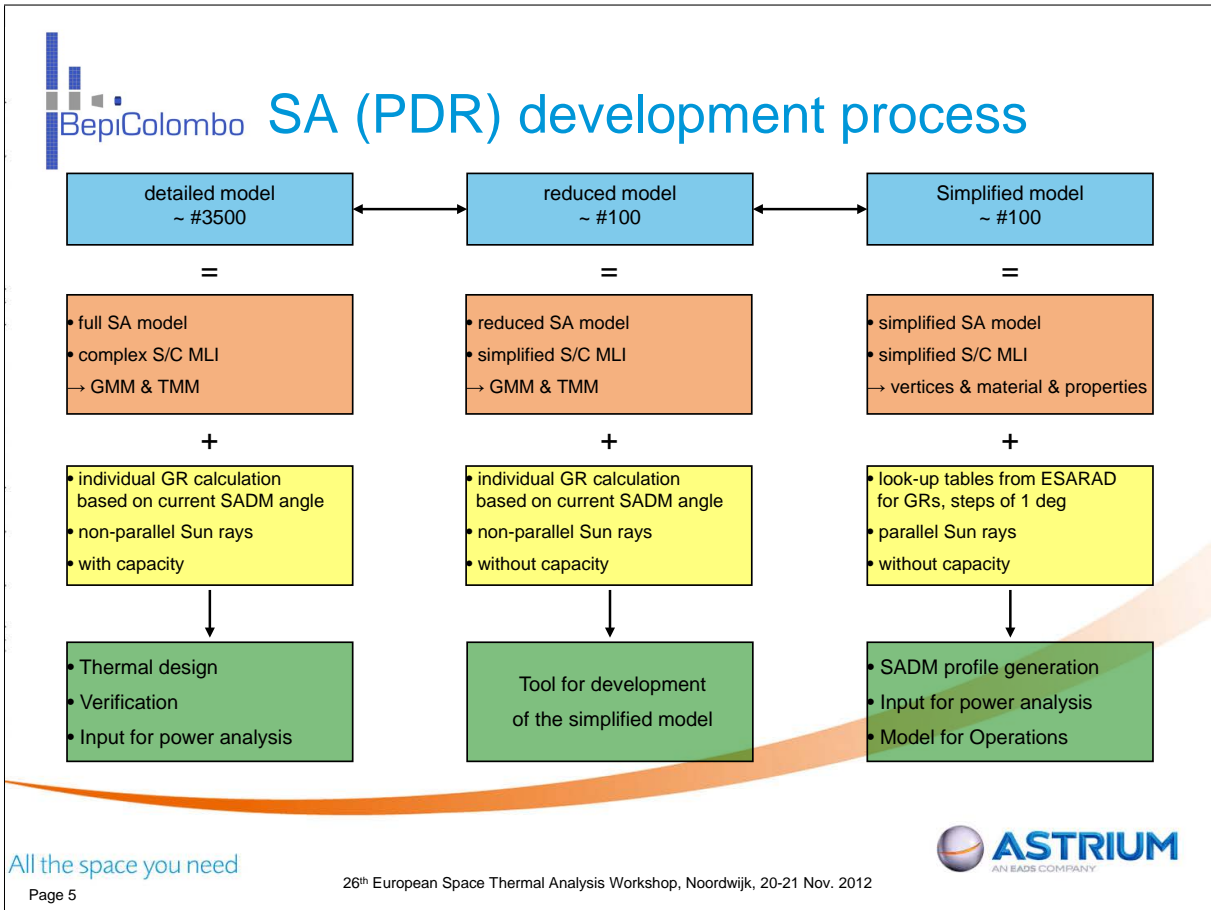 BepiColombo
SA (PDR) development process
detailed model
~ #3500
reduced model
~ #100
Simplified model
~ #100
=
=
=
• full SA model
• complex S/C MLI
→ GMM & TMM
• reduced SA model
• simplified S/C MLI
→ GMM & TMM
• simplified SA model
• simplified S/C MLI
→ vertices & material & properties
+
+
+
• individual GR calculation
based on current SADM angle
• non-parallel Sun rays
• with capacity
• individual GR calculation
based on current SADM angle
• non-parallel Sun rays
• without capacity
• look-up tables from ESARAD
for GRs, steps of 1 deg
• parallel Sun rays
• without capacity
• Thermal design
• Verification
• Input for power analysis
Tool for development
of the simplified model
• SADM profile generation
• Input for power analysis
• Model for Operations
All the space you need
Page 5
26th European Space Thermal Analysis Workshop, Noordwijk, 20-21 Nov. 2012
ASTRIUM
AN EADS COMPANY